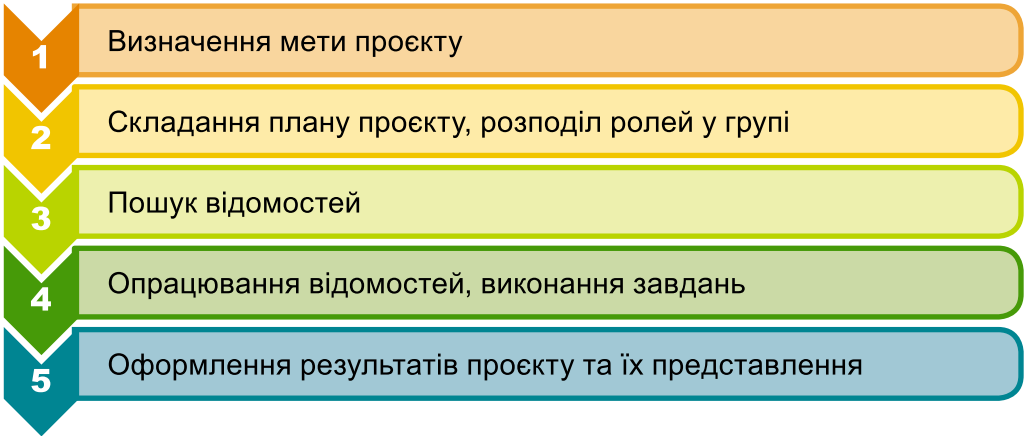 1 Визначення мети проєкту
2 Складання плану проєкту, розподіл ролей у групі
3 Пошук відомостей
4 Опрацювання відомостей, виконання завдань
5 Оформлення результатів проєкту та їх представлення